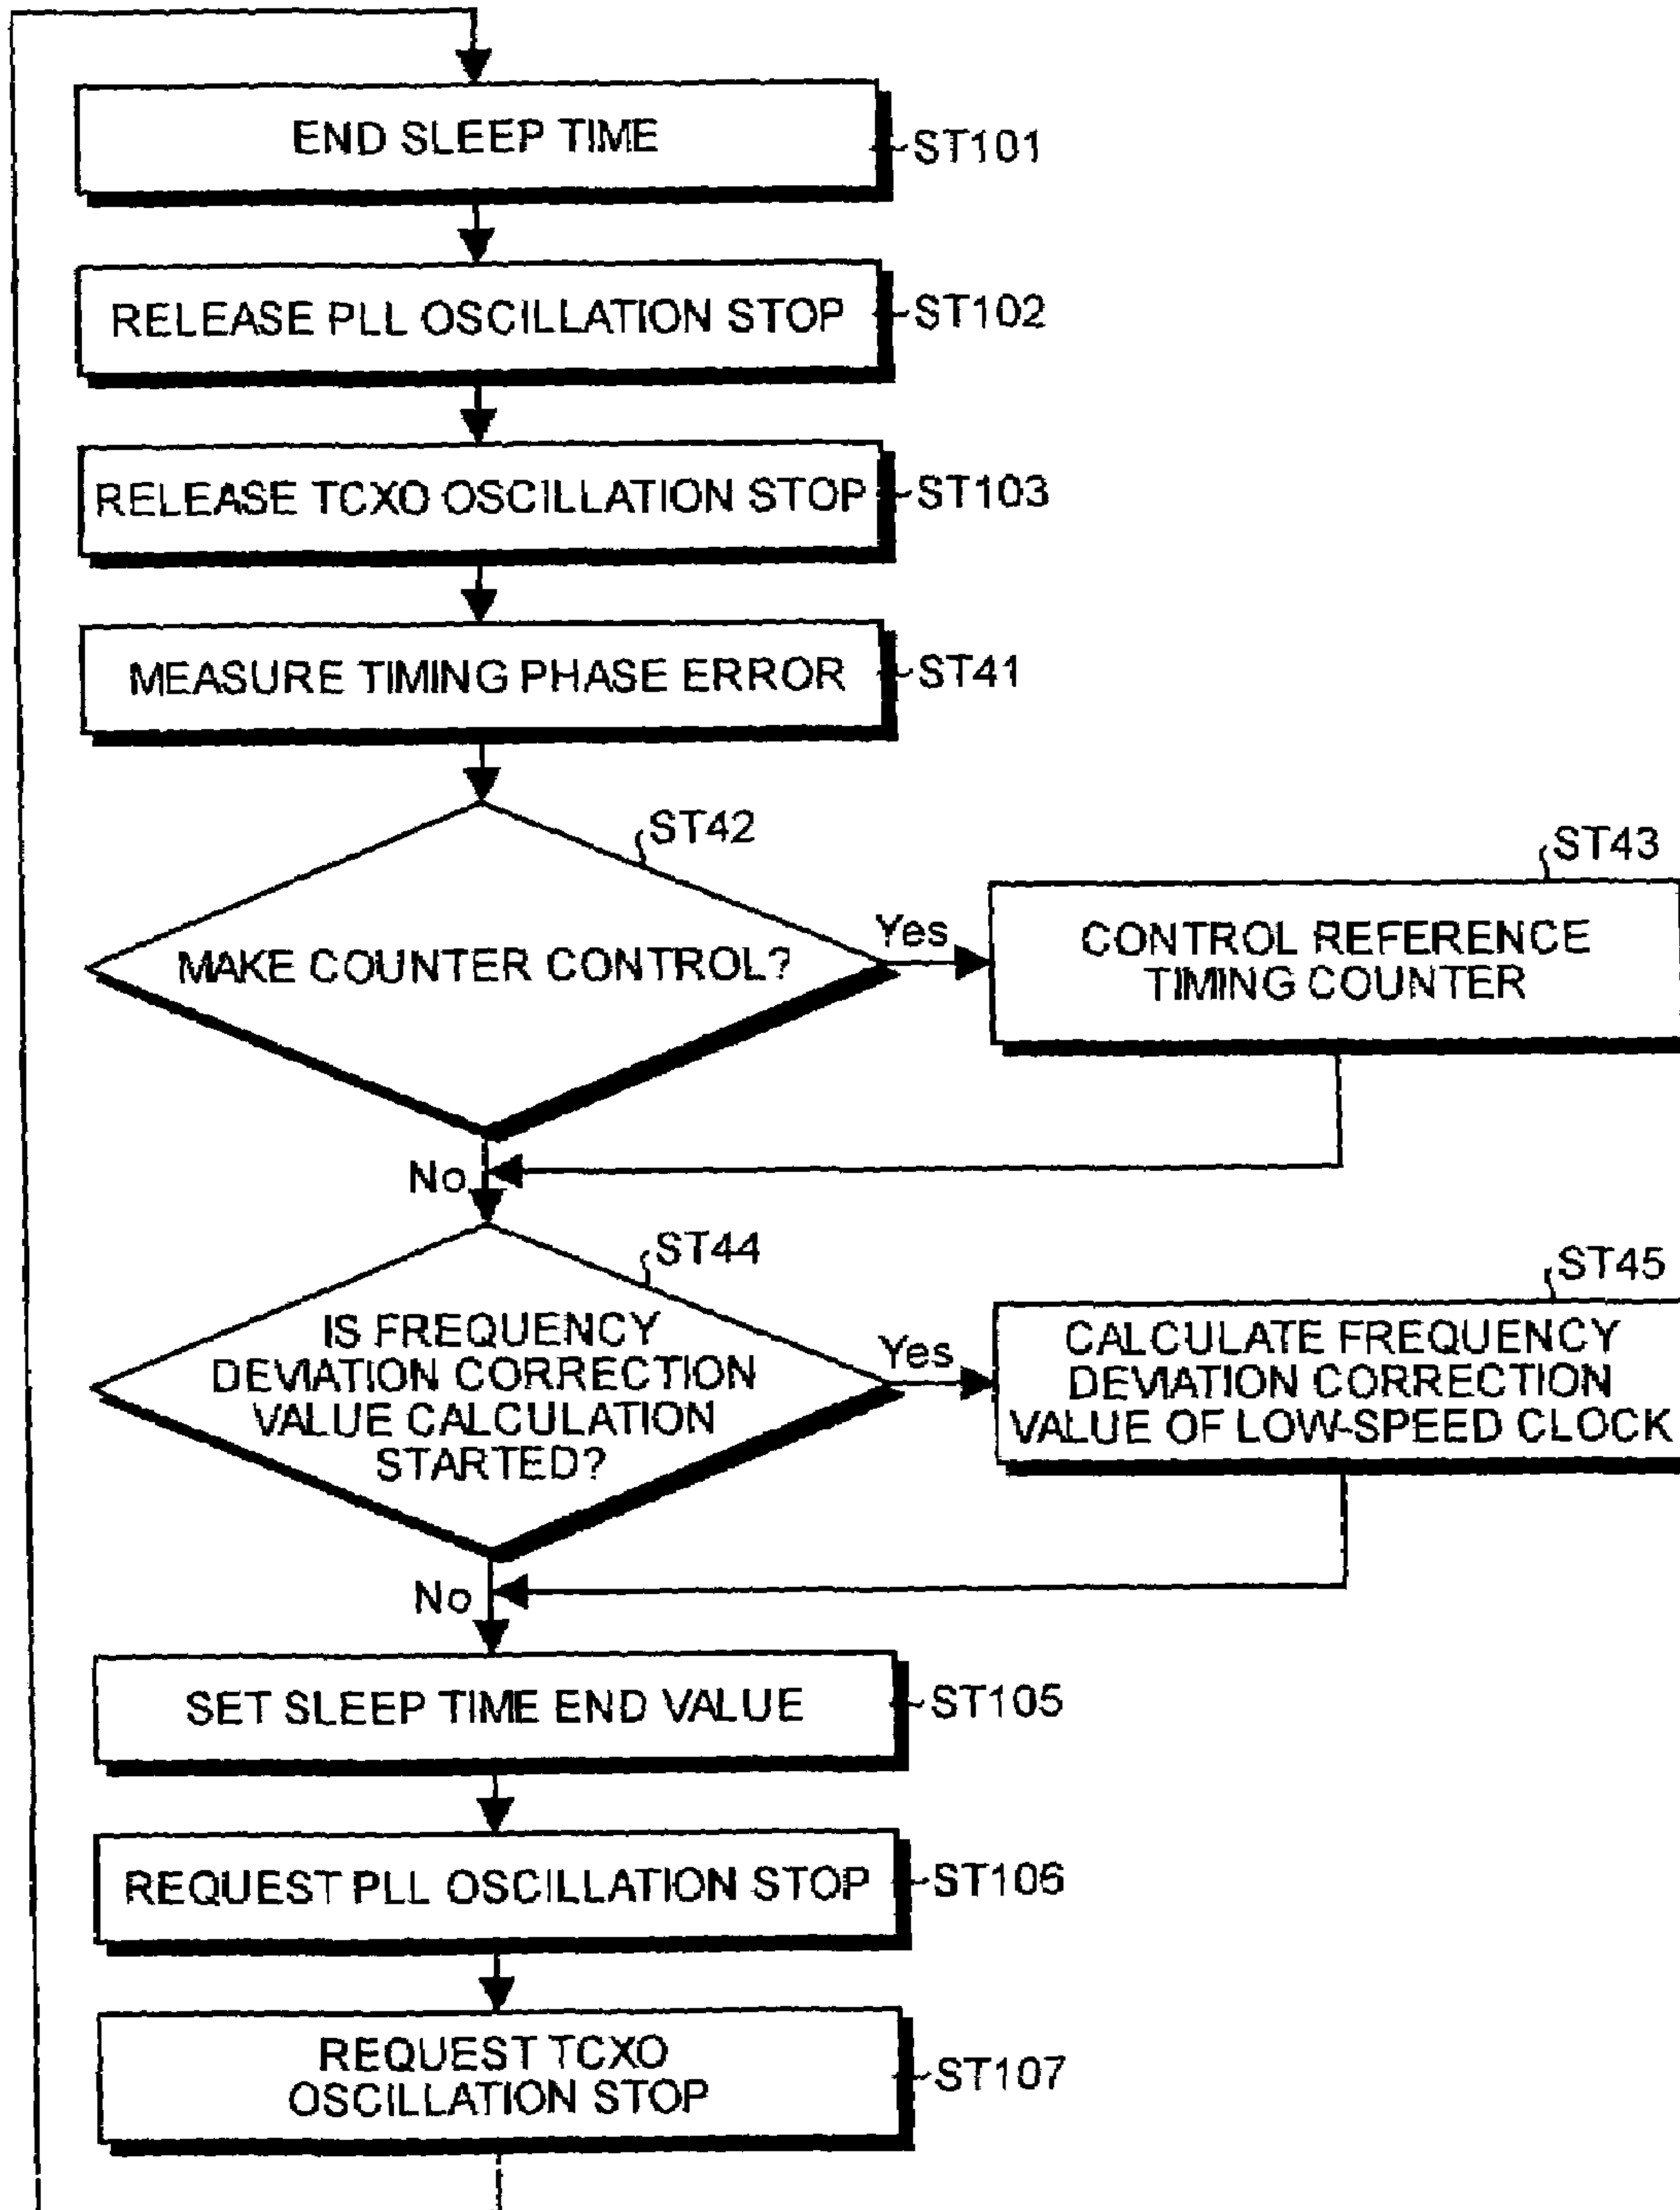 END SLEEP TIME
ST101
RELEASE PLL OSCILLATION STOP
ST102
RELEASE TCXO OSCILLATION STOP
ST103
MEASURE TIMING PHASE ERROR
ST41
ST42
MAKE COUNTER CONTROL?
Yes
ST43
CONTROL REFERENCE
TIMING COUNTER
No
ST44
IS FREQUENCY
DEVIATION CORRECTION
VALUE CALCULATION
STARTED?
Yes
ST45
CALCULATE FREQUENCY
DEVIATION CORRECTION
VALUE OF LOW-SPEED CLOCK
No
SET SLEEP TIME END VALUE
ST105
REQUEST PLL OSCILLATION STOP
ST106
REQUEST TCXO
OSCILLATION STOP
ST107